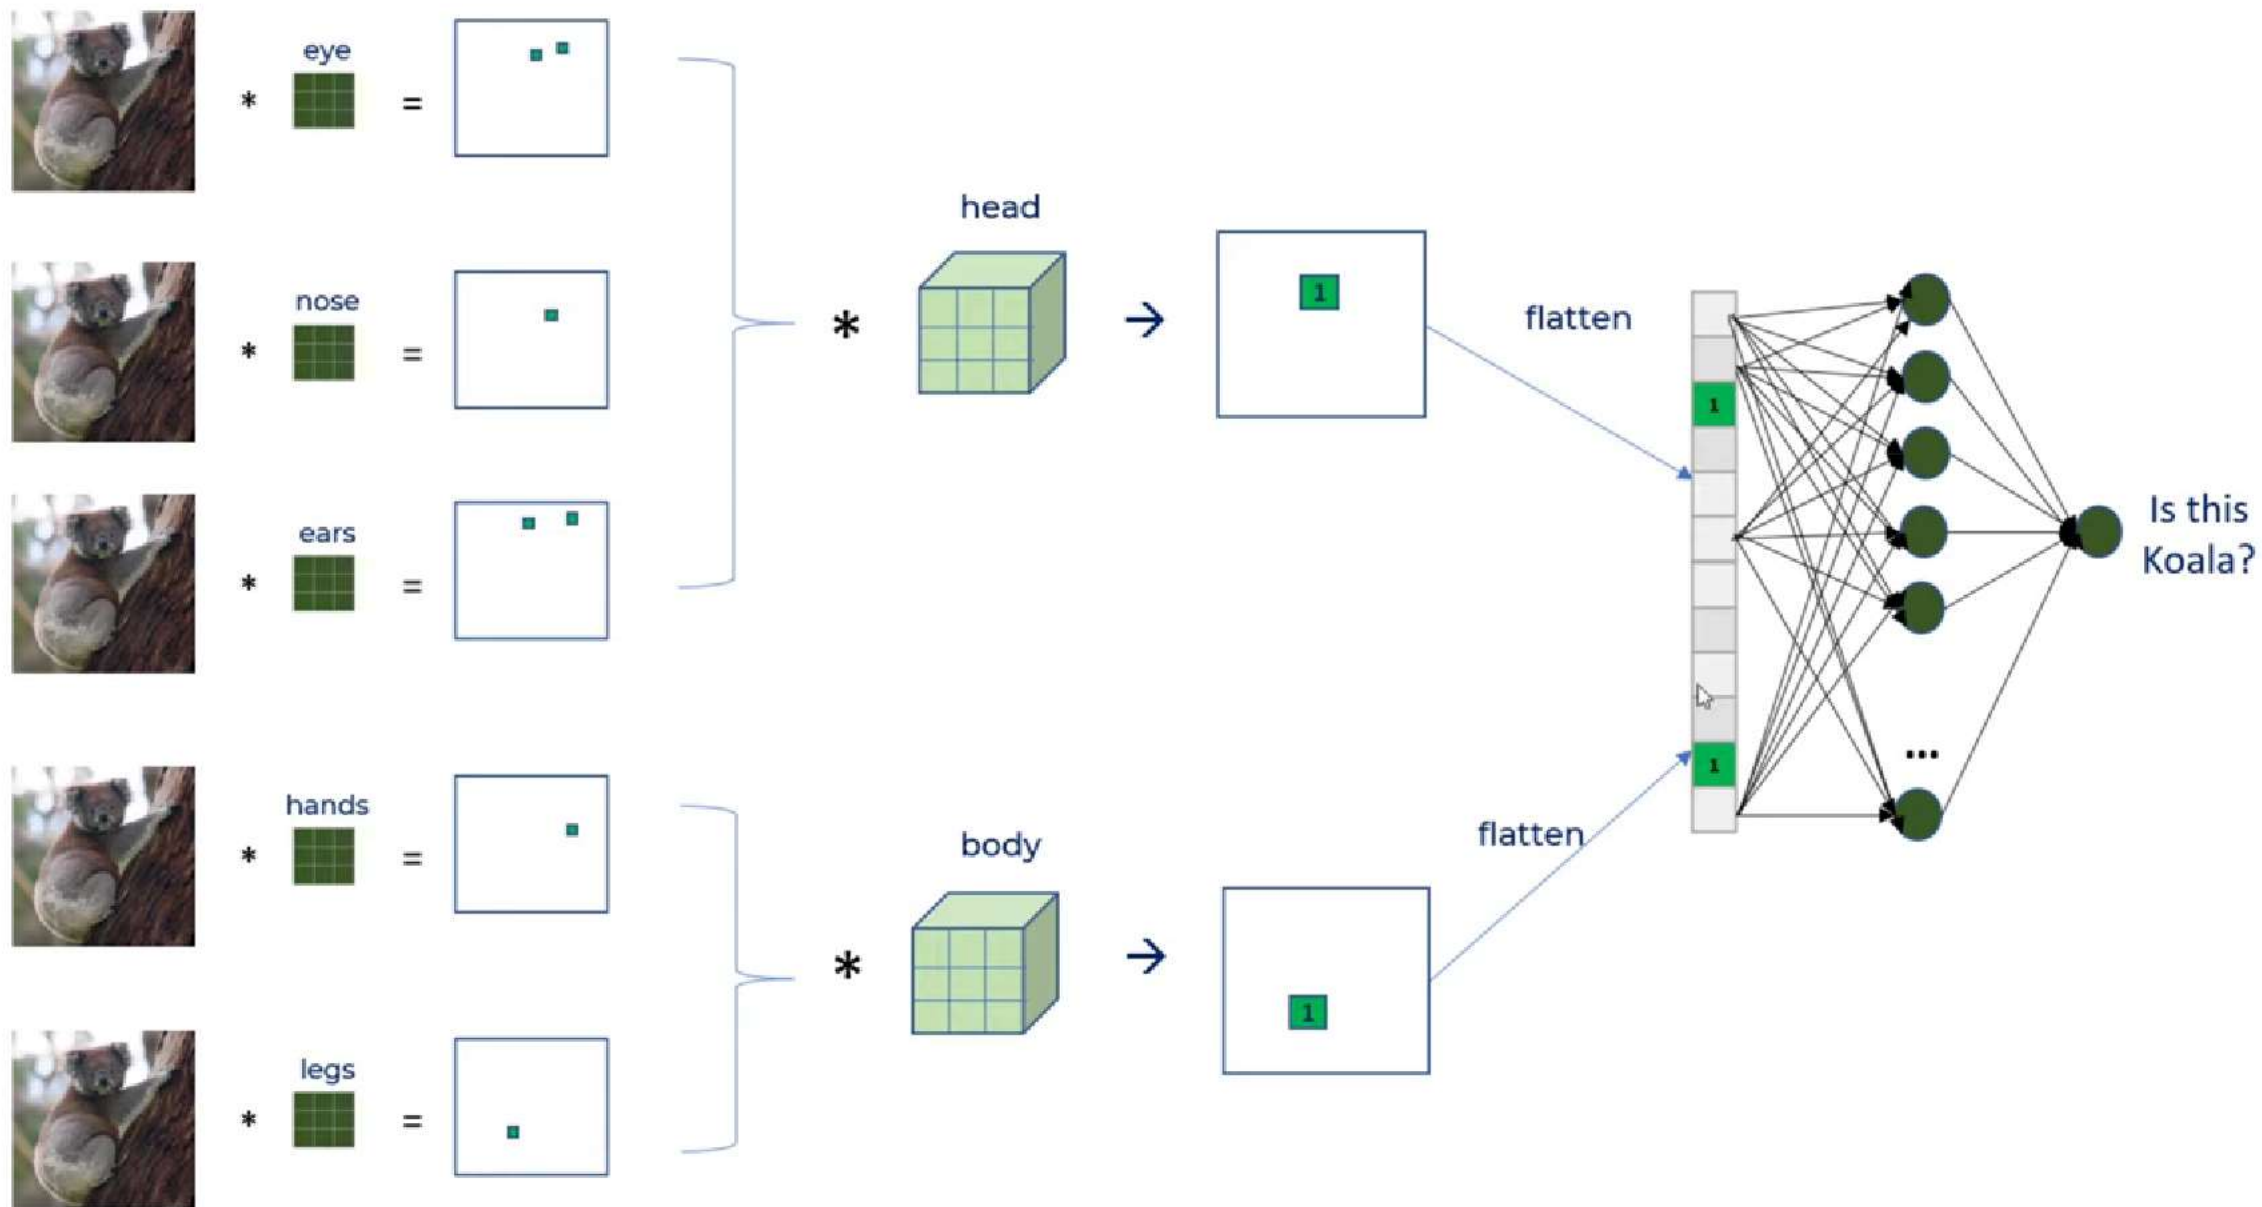 eye
*
=
nose
*
=
ears
*
=
head
*
→
1
flatten
hands
*
=
legs
*
=
body
*
→
1
flatten
1
1
...
Is this
Koala?